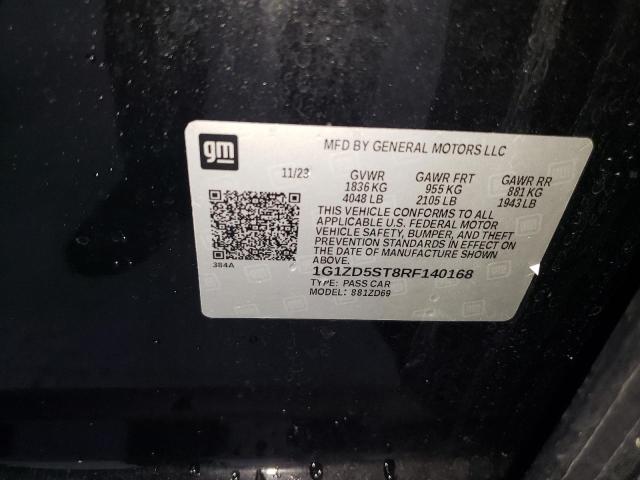 gm
MFD BY GENERAL MOTORS LLC
11/23 GVWR GAWR FRT GAWR RR
1836 KG 955 KG 881 KG
4048 LB 2105 LB 1943 LB
THIS VEHICLE CONFORMS TO ALL
APPLICABLE U.S. FEDERAL MOTOR
VEHICLE SAFETY, BUMPER, AND THEFT
PREVENTION STANDARDS IN EFFECT ON
THE DATE OF MANUFACTURE SHOWN
ABOVE.
384A
1G1ZD5ST8RF140168
TYPE: PASS CAR
MODEL: 881ZD69